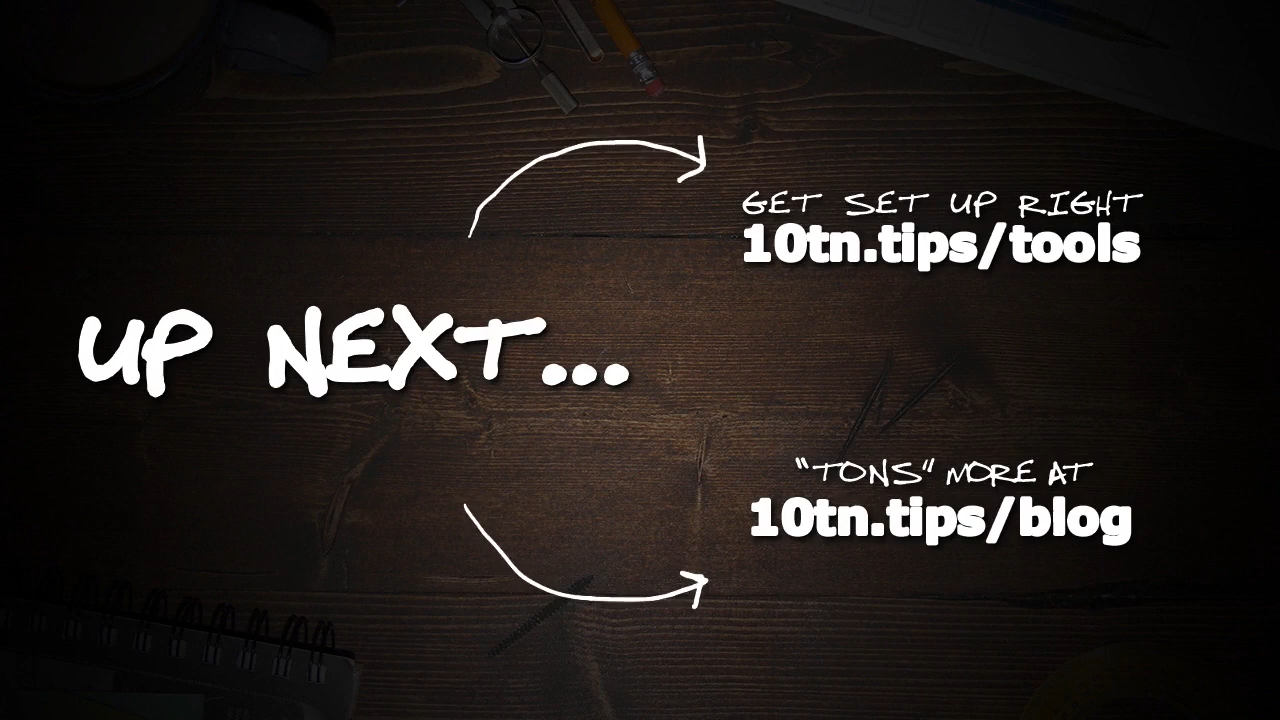 GET SET UP RIGHT
10tn.tips/tools
UP NEXT...
"TONS" MORE AT
10tn.tips/blog